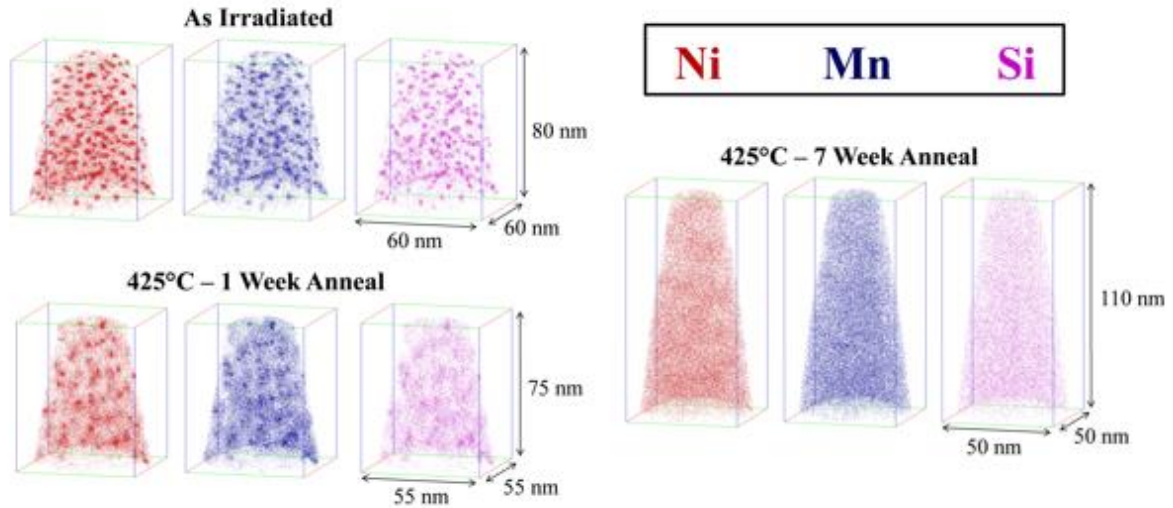 As Irradiated
80 nm
60 nm
60 nm
425°C – 1 Week Anneal
75 nm
55 nm
55 nm
Ni Mn Si
425°C – 7 Week Anneal
110 nm
50 nm
50 nm